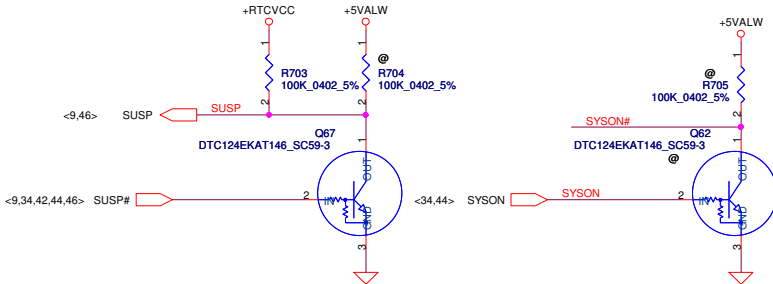 +RTCVCC
+5VALW
+5VALW
1
1
@
R703
100K_0402_5%
R704
100K_0402_5%
2
2
1
@
R705
100K_0402_5%
2
<9,46>
SUSP
SUSP
SYSON#
Q67
DTC124EKAT146_SC59-3
1
OUT
Q62
DTC124EKAT146_SC59-3
@
1
OUT
<9,34,42,44,46>
SUSP#
2
IN
GND
3
<34,44>
SYSON
SYSON
2
IN
GND
3